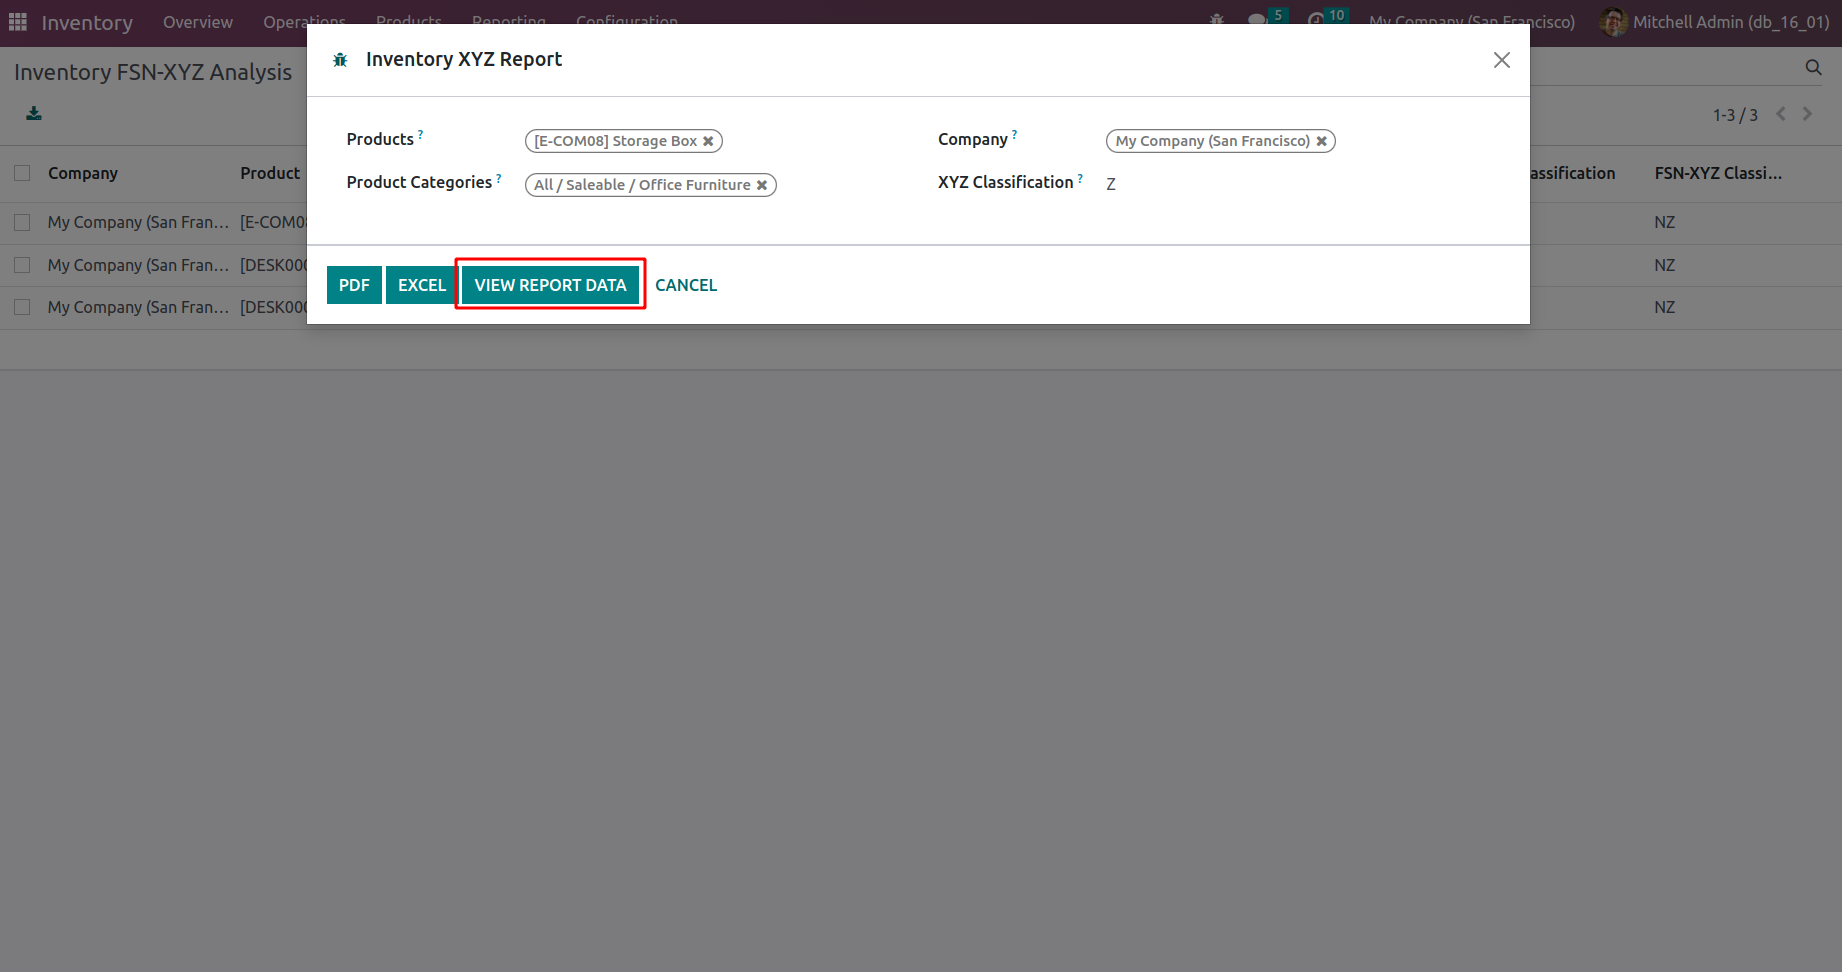 Inventory Overview Operations Products Reporting Configuration 5 10 My Company (San Francisco) Mitchell Admin (db_16_01)
Inventory FSN-XYZ Analysis
1-3 / 3
Company Product assification FSN-XYZ Classi...
My Company (San Fran... [E-COM08 NZ
My Company (San Fran... [DESK000 NZ
My Company (San Fran... [DESK000 NZ
Inventory XYZ Report
Products ? [E-COM08] Storage Box ✖ Company ? My Company (San Francisco) ✖
Product Categories ? All / Saleable / Office Furniture ✖ XYZ Classification ? Z
PDF EXCEL VIEW REPORT DATA CANCEL